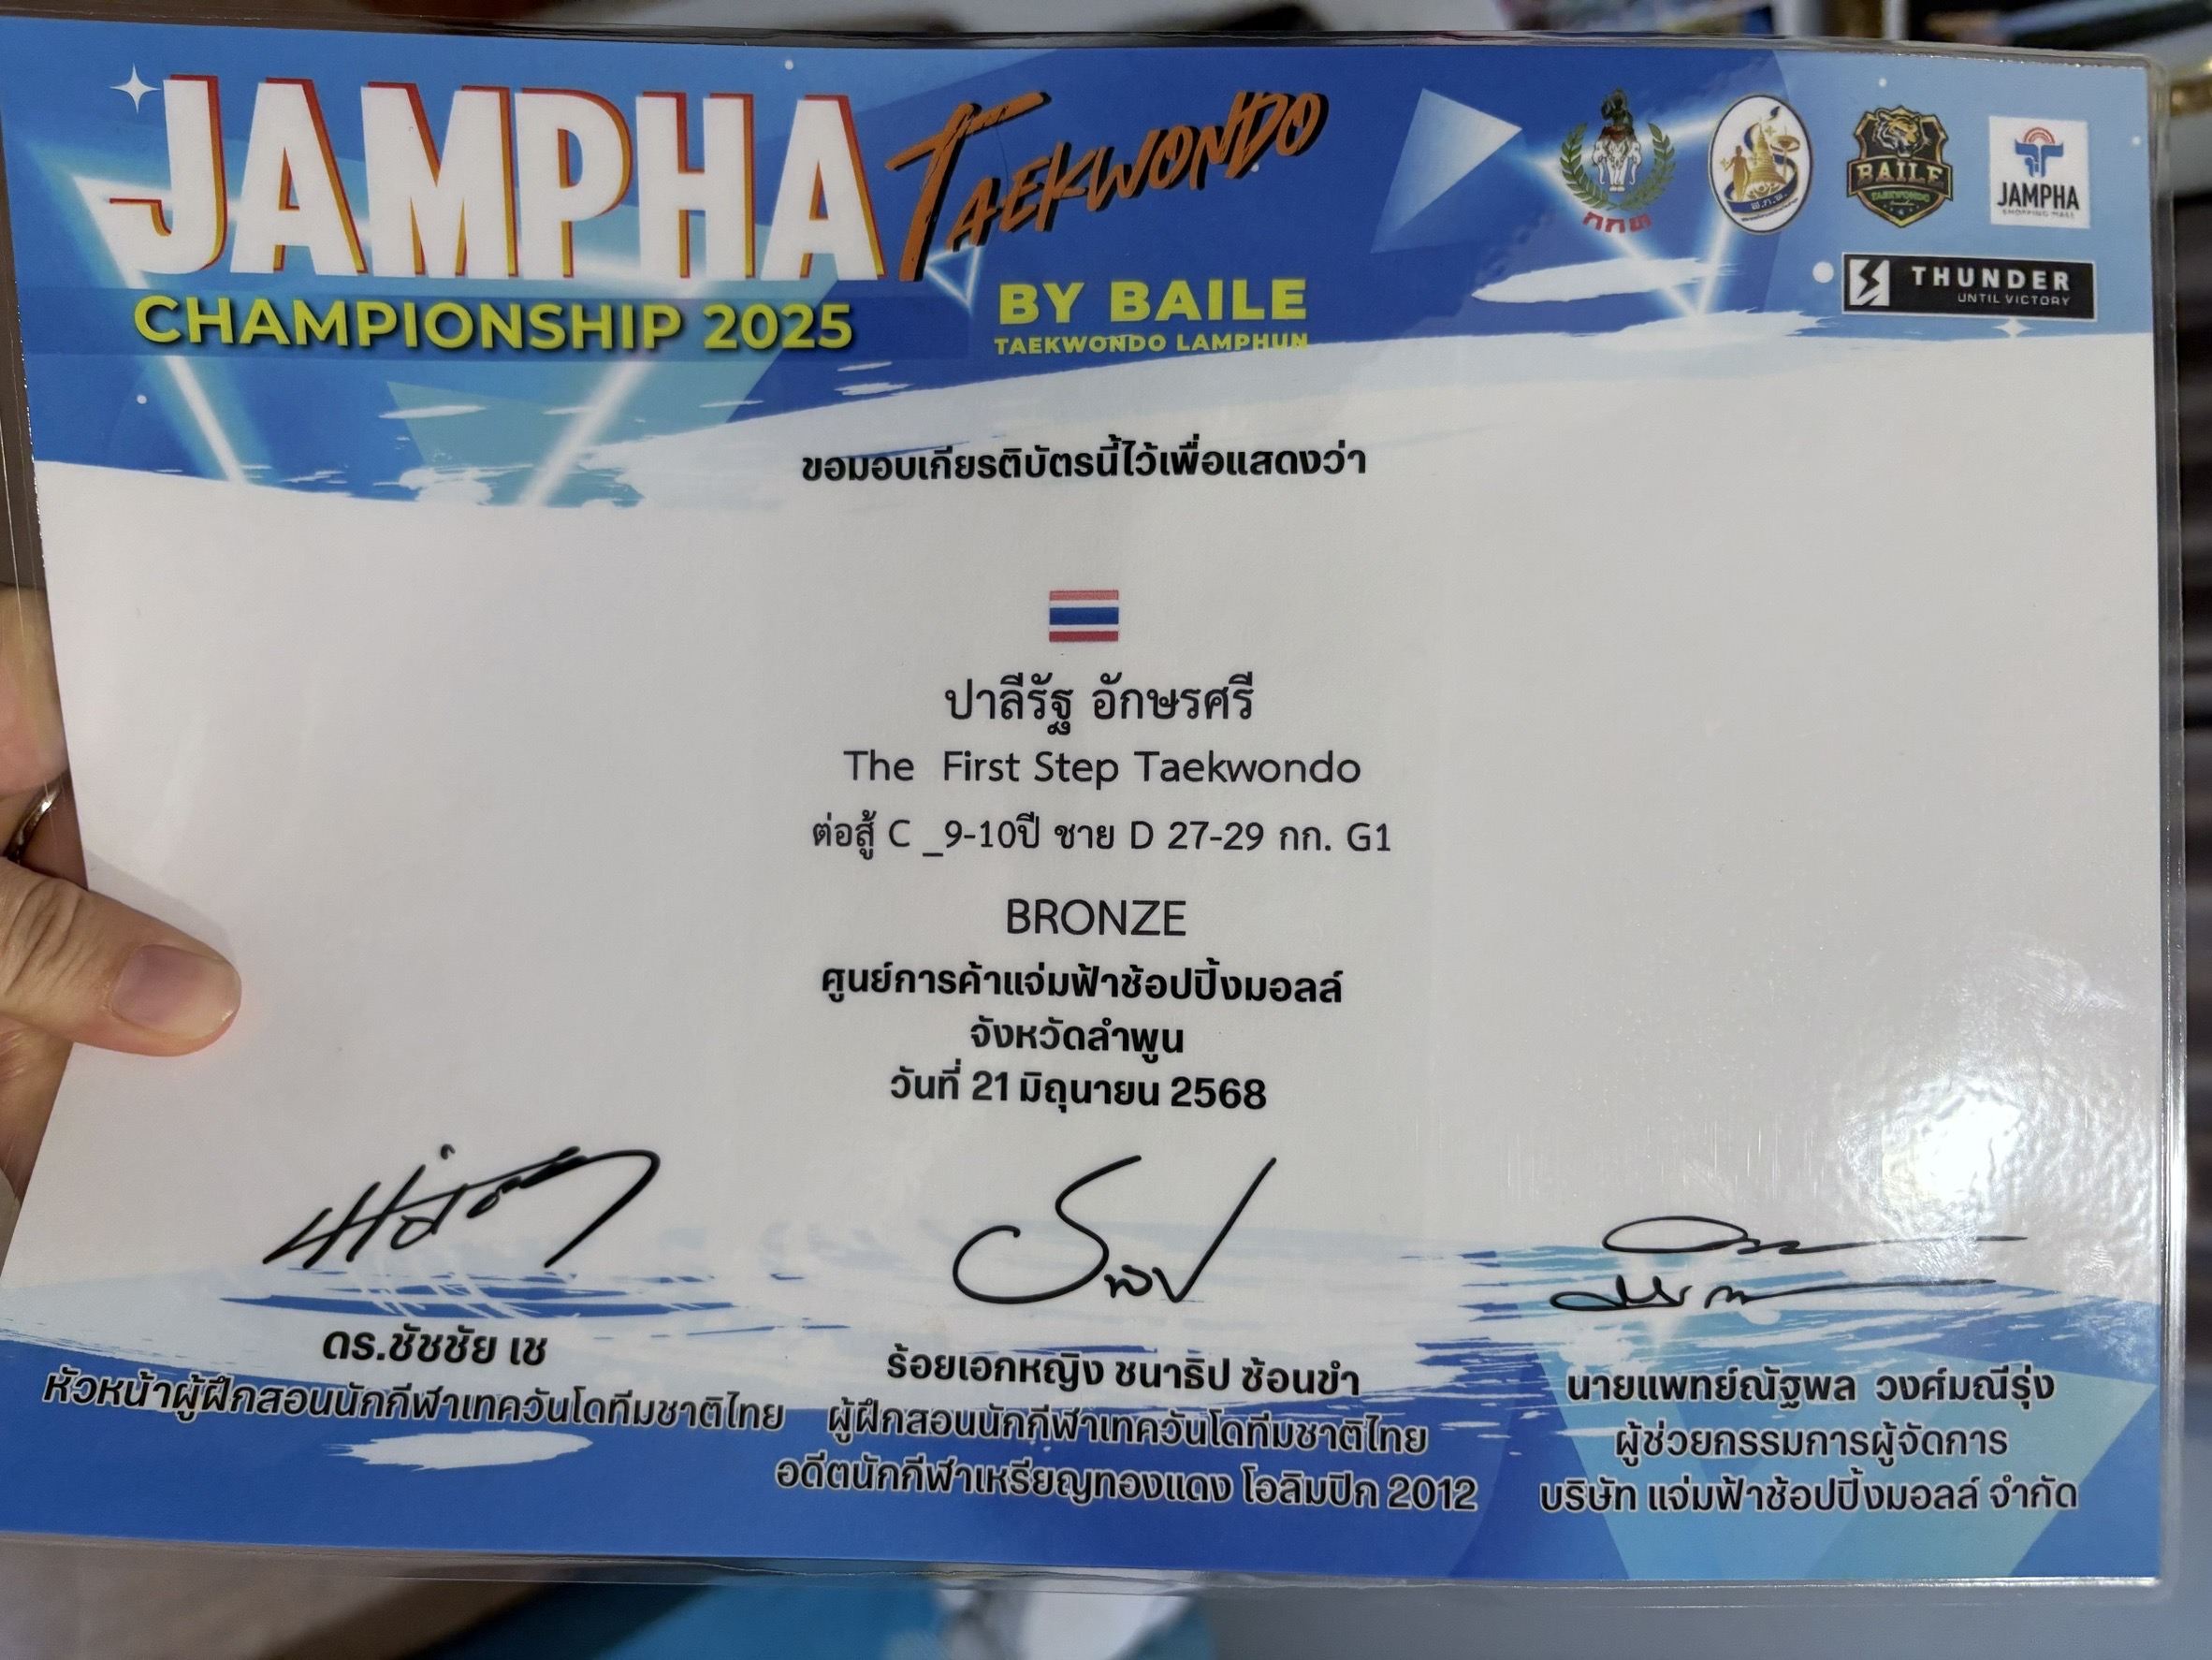 JAMPHA TAEKWONDO
CHAMPIONSHIP 2025
BY BAILE
TAEKWONDO LAMPHUN
กกท
BAILE
TAEKWONDO
JAMPHA
SHOPPING MALL
THUNDER
UNTIL VICTORY
ขอมอบเกียรติบัตรนี้ไว้เพื่อแสดงว่า
ปาลีรัฐ อักษรศรี
The First Step Taekwondo
ต่อสู้ C _9-10ปี ชาย D 27-29 กก. G1
BRONZE
ศูนย์การค้าแจ่มฟ้าช้อปปิ้งมอลล์
จังหวัดลำพูน
วันที่ 21 มิถุนายน 2568
ดร.ชัชชัย เช
หัวหน้าผู้ฝึกสอนนักกีฬาเทควันโดทีมชาติไทย
ร้อยเอกหญิง ชนาธิป ซ้อนขำ
ผู้ฝึกสอนนักกีฬาเทควันโดทีมชาติไทย
อดีตนักกีฬาเหรียญทองแดง โอลิมปิก 2012
นายแพทย์ณัฐพล วงศ์มณีรุ่ง
ผู้ช่วยกรรมการผู้จัดการ
บริษัท แจ่มฟ้าช้อปปิ้งมอลล์ จำกัด